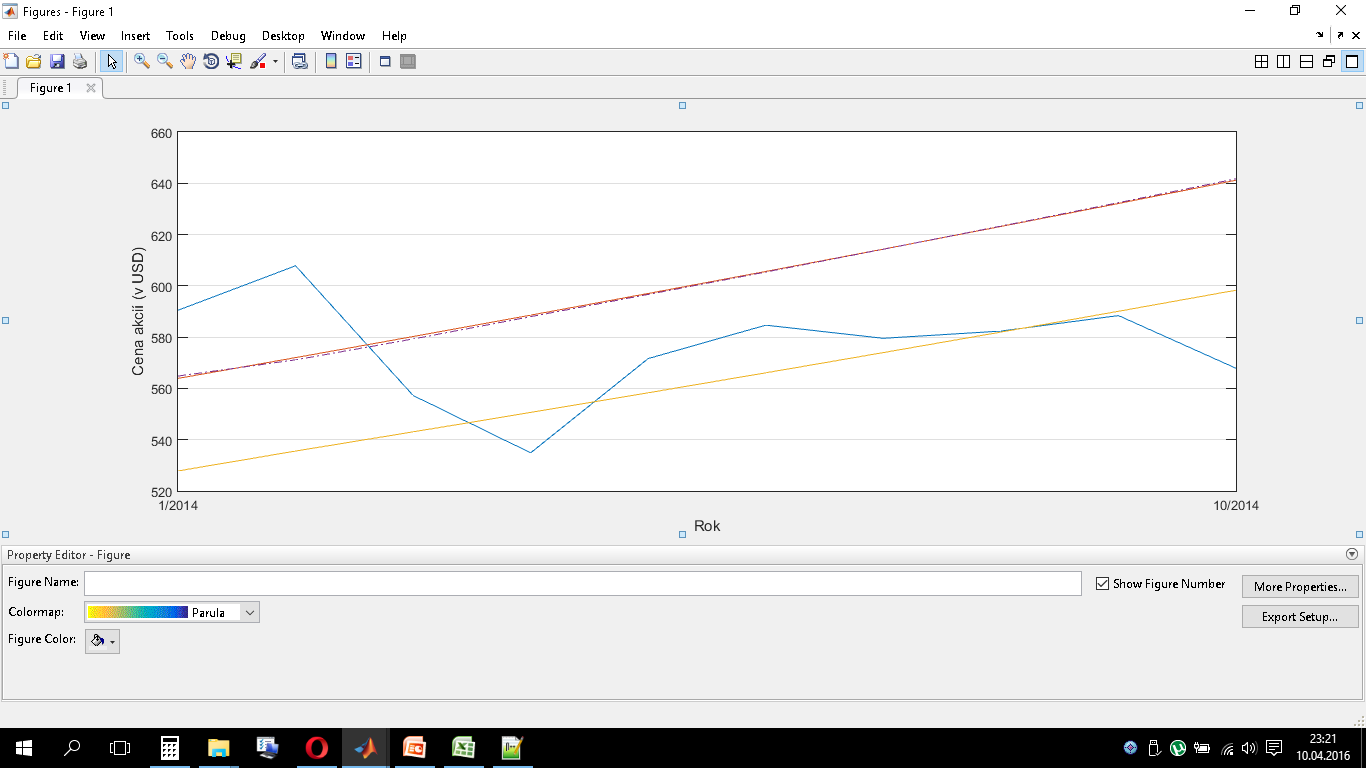 Figures - Figure 1
File Edit View Insert Tools Debug Desktop Window Help
Figure 1
660
640
620
600
580
560
540
520
Cena akcií (v USD)
1/2014 10/2014
Rok
Property Editor - Figure
Figure Name: Show Figure Number More Properties...
Colormap: Parula Export Setup...
Figure Color:
23:21
10.04.2016